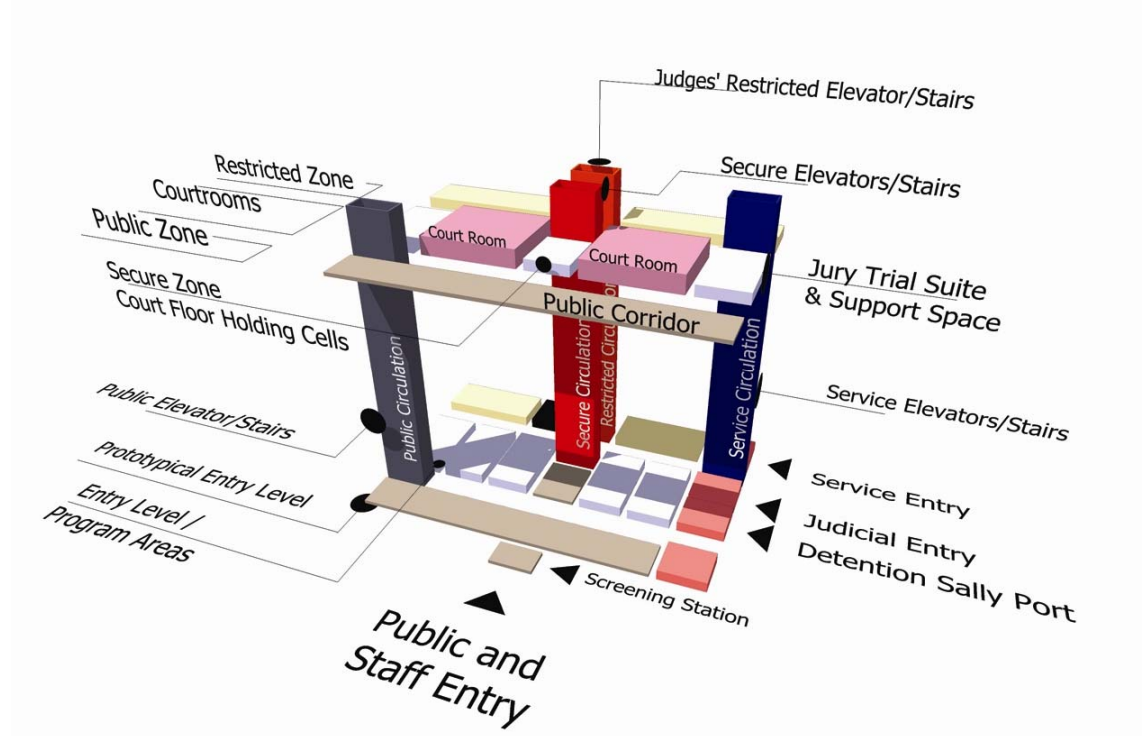 Judges' Restricted Elevator/Stairs
Secure Elevators/Stairs
Restricted Zone
Courtrooms
Public Zone
Secure Zone
Court Floor Holding Cells
Court Room
Court Room
Public Corridor
Jury Trial Suite
& Support Space
Public Circulation
Secure Circulation
Restricted Circu
Service Circulation
Service Elevators/Stairs
Public Elevator/Stairs
Prototypical Entry Level
Entry Level /
Program Areas
Service Entry
Judicial Entry
Detention Sally Port
Screening Station
Public and
Staff Entry